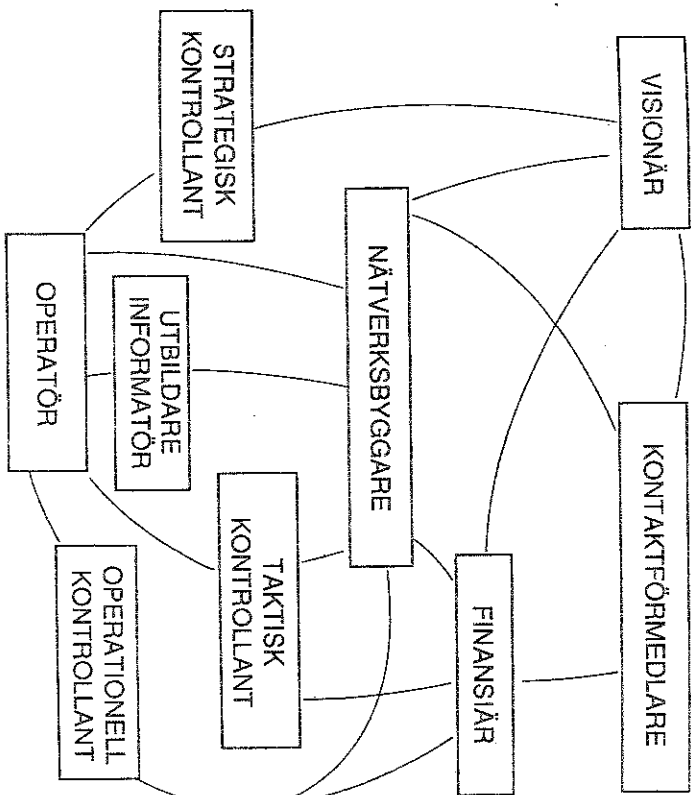 VISIONÄR
KONTAKTFÖRMEDLARE
FINANSIÄR
NÄTVERKSBYGGARE
STRATEGISK
KONTROLLANT
TAKTISK
KONTROLLANT
UTBILDARE
INFORMATÖR
OPERATIONELL
KONTROLLANT
OPERATÖR